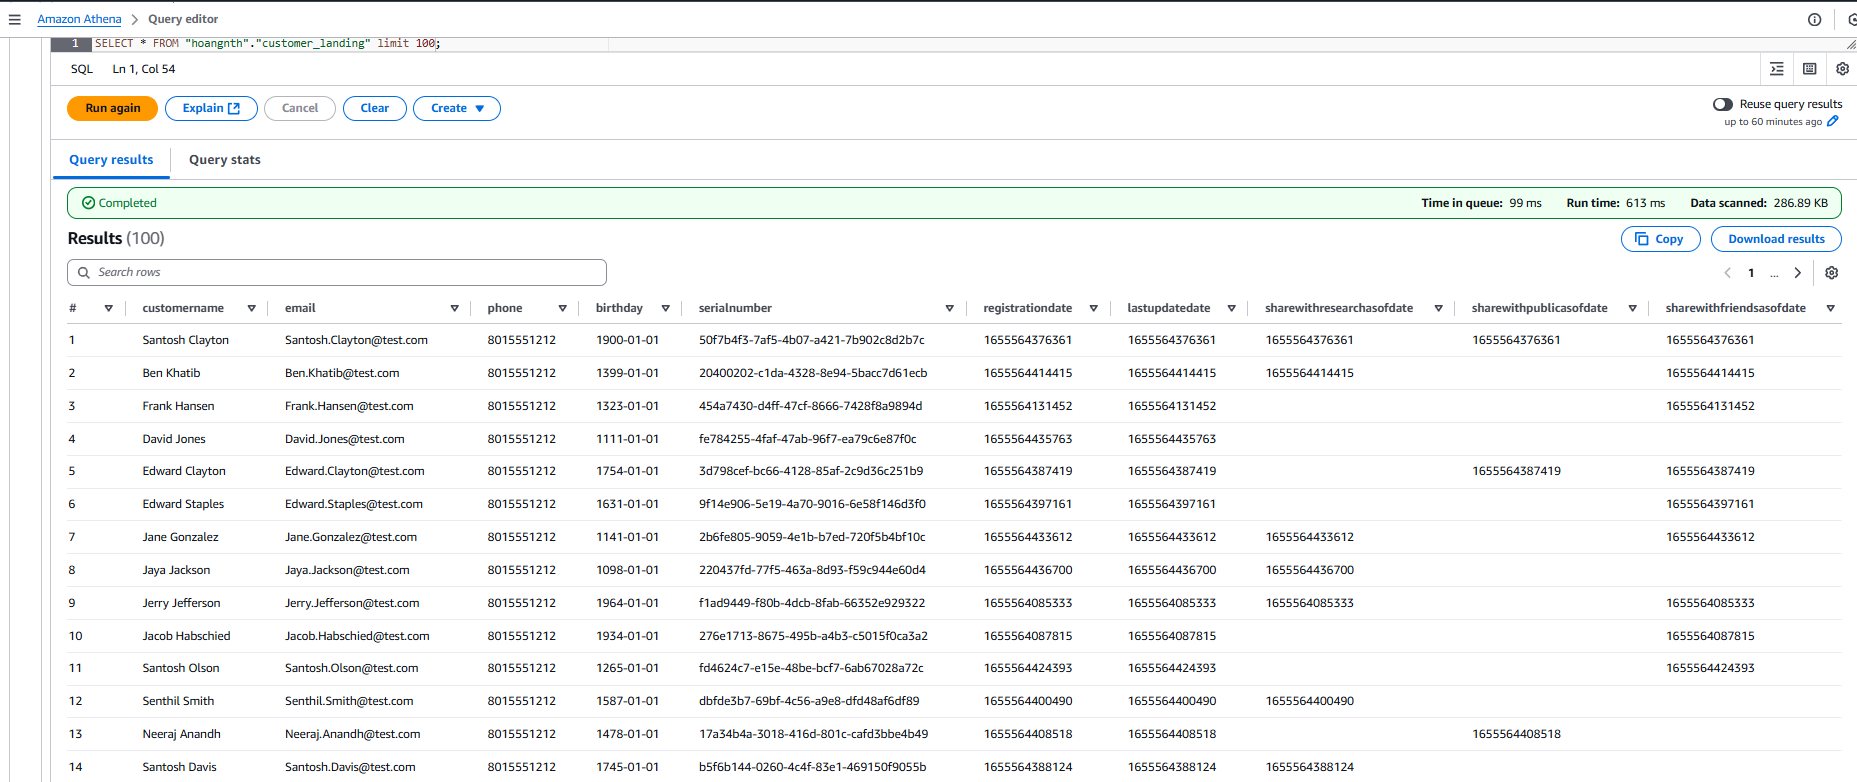 Amazon Athena > Query editor
1 SELECT * FROM "hoangnth"."customer_landing" limit 100;
SQL Ln 1, Col 54
Run again Explain Cancel Clear Create Reuse query results
up to 60 minutes ago
Query results Query stats
Completed Time in queue: 99 ms Run time: 613 ms Data scanned: 286.89 KB
Results (100) Copy Download results
Search rows 1 ...
# customername email phone birthday serialnumber registrationdate lastupdatedate sharewithresearchasofdate sharewithpublicasofdate sharewithfriendsasofdate
1 Santosh Clayton Santosh.Clayton@test.com 8015551212 1900-01-01 50f7b4f3-7af5-4b07-a421-7b902c8d2b7c 1655564376361 1655564376361 1655564376361 1655564376361 1655564376361
2 Ben Khatib Ben.Khatib@test.com 8015551212 1399-01-01 20400202-c1da-4328-8e94-5bacc7d61ecb 1655564414415 1655564414415 1655564414415 1655564414415
3 Frank Hansen Frank.Hansen@test.com 8015551212 1323-01-01 454a7430-d4ff-47cf-8666-7428f8a9894d 1655564131452 1655564131452 1655564131452
4 David Jones David.Jones@test.com 8015551212 1111-01-01 fe784255-4faf-47ab-96f7-ea79c6e87f0c 1655564435763 1655564435763
5 Edward Clayton Edward.Clayton@test.com 8015551212 1754-01-01 3d798cef-bc66-4128-85af-2c9d36c251b9 1655564387419 1655564387419 1655564387419 1655564387419
6 Edward Staples Edward.Staples@test.com 8015551212 1631-01-01 9f14e906-5e19-4a70-9016-6e58f146d3f0 1655564397161 1655564397161 1655564397161
7 Jane Gonzalez Jane.Gonzalez@test.com 8015551212 1141-01-01 2b6fe805-9059-4e1b-b7ed-720f5b4bf10c 1655564433612 1655564433612 1655564433612 1655564433612
8 Jaya Jackson Jaya.Jackson@test.com 8015551212 1098-01-01 220437fd-77f5-463a-8d93-f59c944e60d4 1655564436700 1655564436700 1655564436700
9 Jerry Jefferson Jerry.Jefferson@test.com 8015551212 1964-01-01 f1ad9449-f80b-4dcb-8fab-66352e929322 1655564085333 1655564085333 1655564085333 1655564085333
10 Jacob Habschied Jacob.Habschied@test.com 8015551212 1934-01-01 276e1713-8675-495b-a4b3-c5015f0ca3a2 1655564087815 1655564087815 1655564087815
11 Santosh Olson Santosh.Olson@test.com 8015551212 1265-01-01 fd4624c7-e15e-48be-bcf7-6ab67028a72c 1655564424393 1655564424393 1655564424393
12 Senthil Smith Senthil.Smith@test.com 8015551212 1587-01-01 dbfde3b7-69bf-4c56-a9e8-dfd48af6df89 1655564400490 1655564400490 1655564400490
13 Neeraj Anandh Neeraj.Anandh@test.com 8015551212 1478-01-01 17a34b4a-3018-416d-801c-cafd3bbe4b49 1655564408518 1655564408518 1655564408518
14 Santosh Davis Santosh.Davis@test.com 8015551212 1745-01-01 b5f6b144-0260-4c4f-83e1-469150f9055b 1655564388124 1655564388124 1655564388124